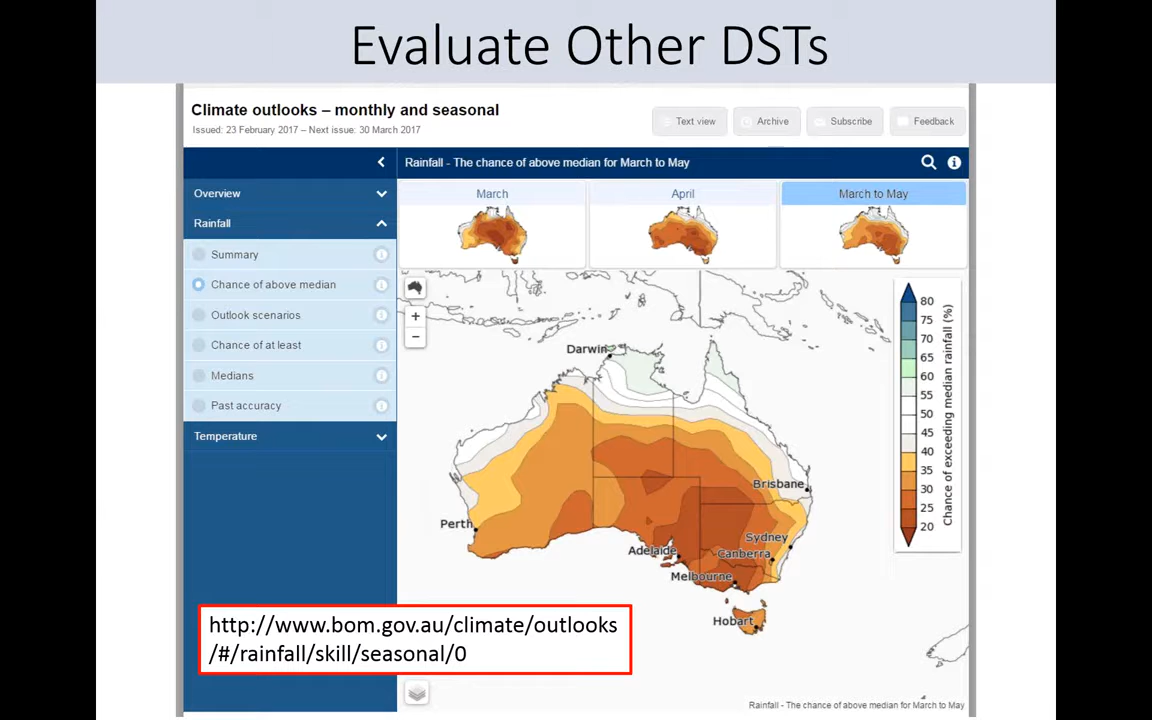 Evaluate Other DSTs
Climate outlooks – monthly and seasonal
Issued: 23 February 2017 – Next issue: 30 March 2017
Text view
Archive
Subscribe
Feedback
Rainfall - The chance of above median for March to May
Overview
Rainfall
Summary
Chance of above median
Outlook scenarios
Chance of at least
Medians
Past accuracy
Temperature
March
April
March to May
+
−
Darwin
Brisbane
Perth
Sydney
Adelaide
Canberra
Melbourne
Hobart
80
75
70
65
60
55
50
45
40
35
30
25
20
Chance of exceeding median rainfall (%)
http://www.bom.gov.au/climate/outlooks
/#/rainfall/skill/seasonal/0
Rainfall - The chance of above median for March to May